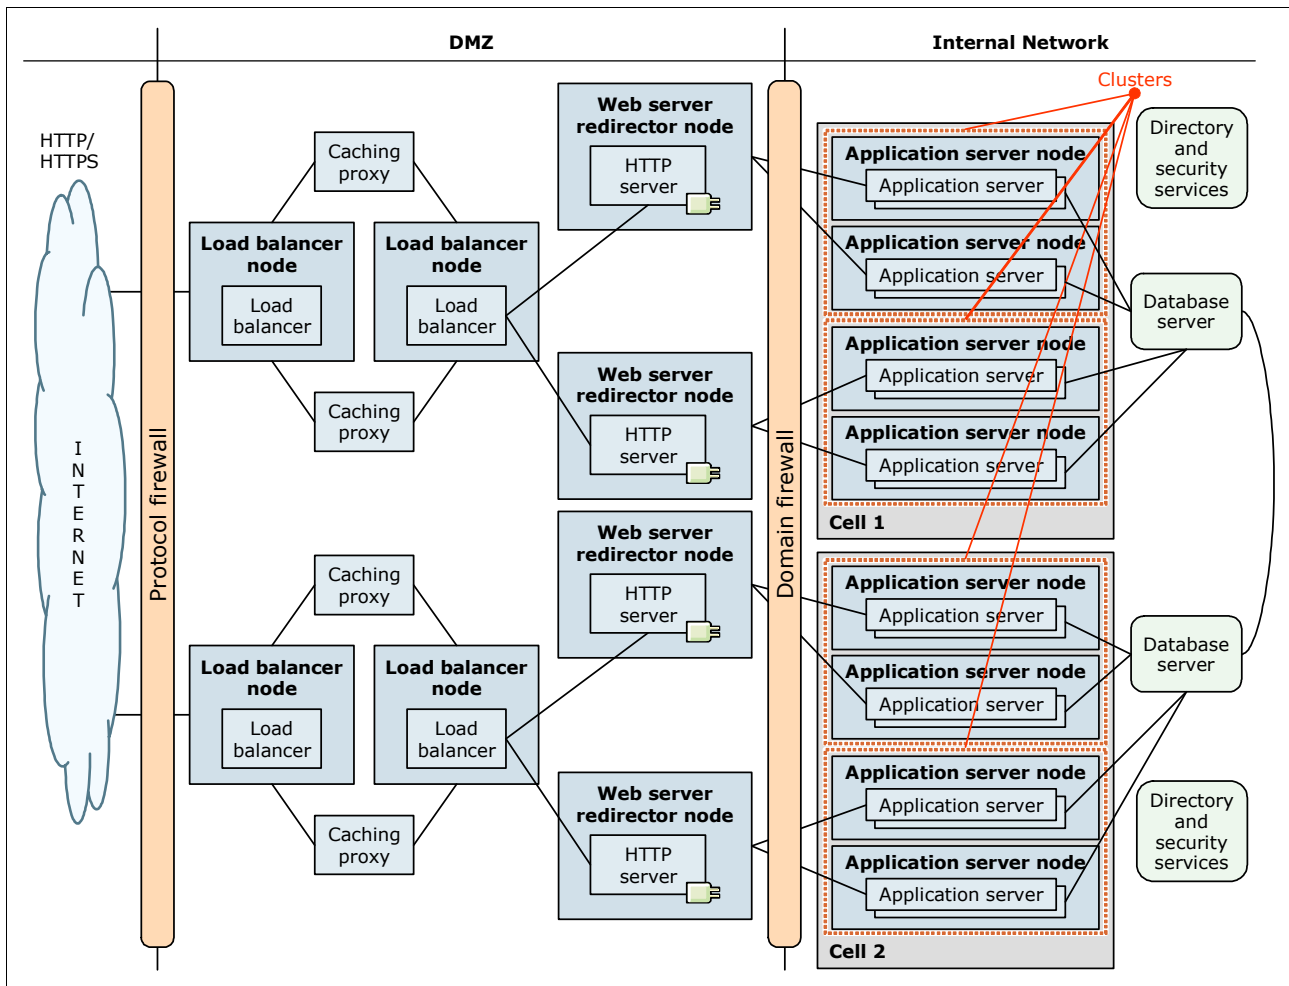 DMZ
Internal Network
Clusters
HTTP/
HTTPS
INTERNET
Protocol firewall
Caching
proxy
Load balancer
node
Load
balancer
Load balancer
node
Load
balancer
Caching
proxy
Web server
redirector node
HTTP
server
Web server
redirector node
HTTP
server
Caching
proxy
Load balancer
node
Load
balancer
Load balancer
node
Load
balancer
Caching
proxy
Web server
redirector node
HTTP
server
Web server
redirector node
HTTP
server
Domain firewall
Application server node
Application server
Application server node
Application server
Application server node
Application server
Application server node
Application server
Cell 1
Application server node
Application server
Application server node
Application server
Application server node
Application server
Application server node
Application server
Cell 2
Directory
and
security
services
Database
server
Database
server
Directory
and
security
services